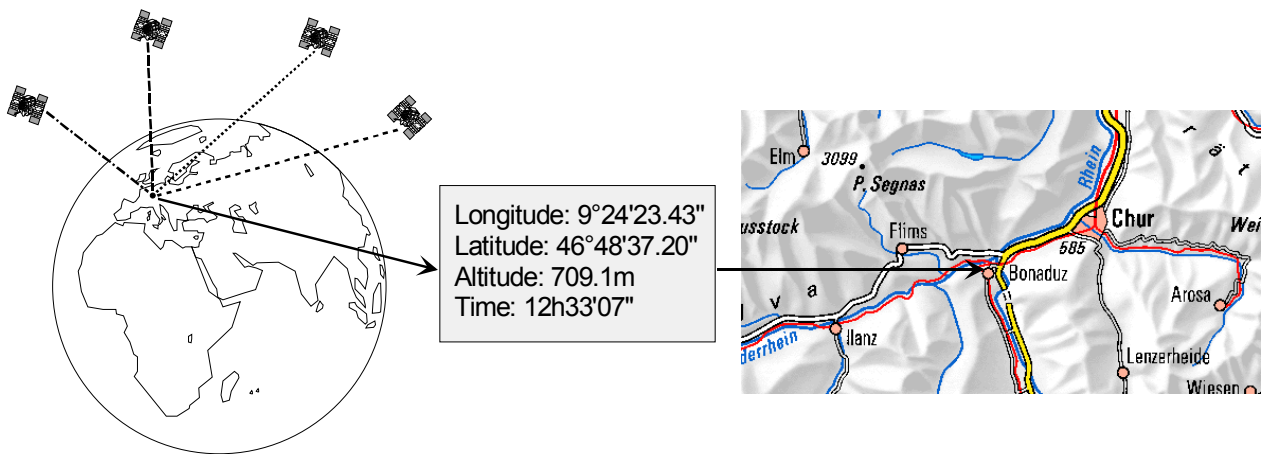 Longitude: 9°24'23.43"
Latitude: 46°48'37.20"
Altitude: 709.1m
Time: 12h33'07"
Elm
3099
P. Segnas
usstock
Flims
Rhein
Chur
585
Wei
r ä t
Bonaduz
Arosa
v a
Ilanz
derrhein
Lenzerheide
Wiesen